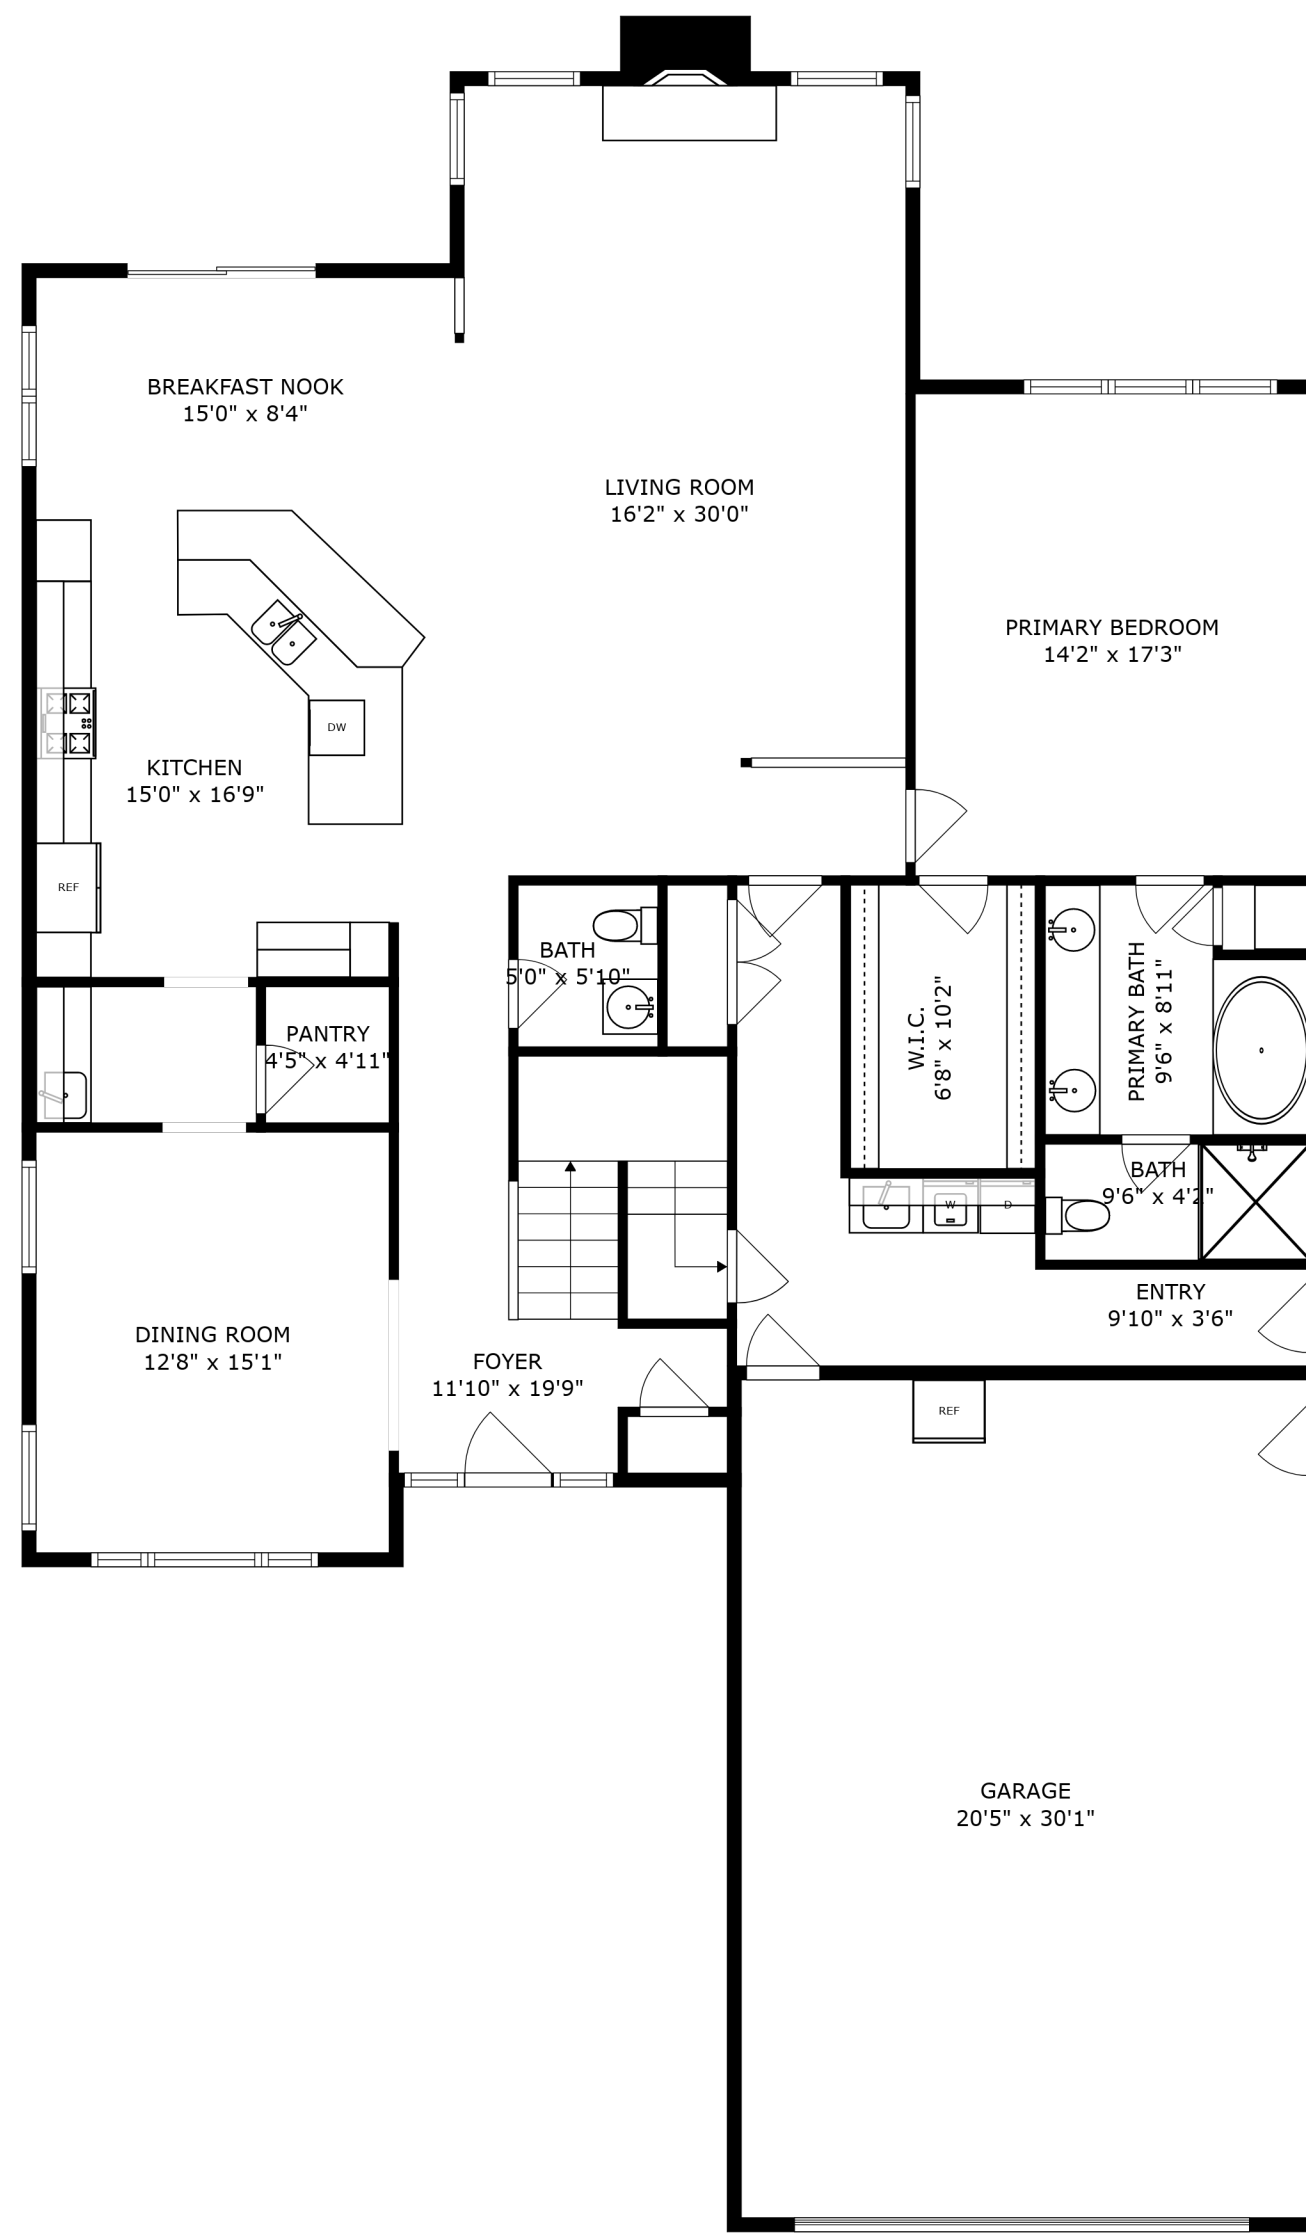 BREAKFAST NOOK
15'0" x 8'4"
LIVING ROOM
16'2" x 30'0"
PRIMARY BEDROOM
14'2" x 17'3"
DW
KITCHEN
15'0" x 16'9"
REF
BATH
5'0" x 5'10"
PANTRY
4'5" x 4'11"
W.I.C.
6'8" x 10'2"
PRIMARY BATH
9'6" x 8'11"
BATH
9'6" x 4'2"
W
D
ENTRY
9'10" x 3'6"
DINING ROOM
12'8" x 15'1"
FOYER
11'10" x 19'9"
REF
GARAGE
20'5" x 30'1"